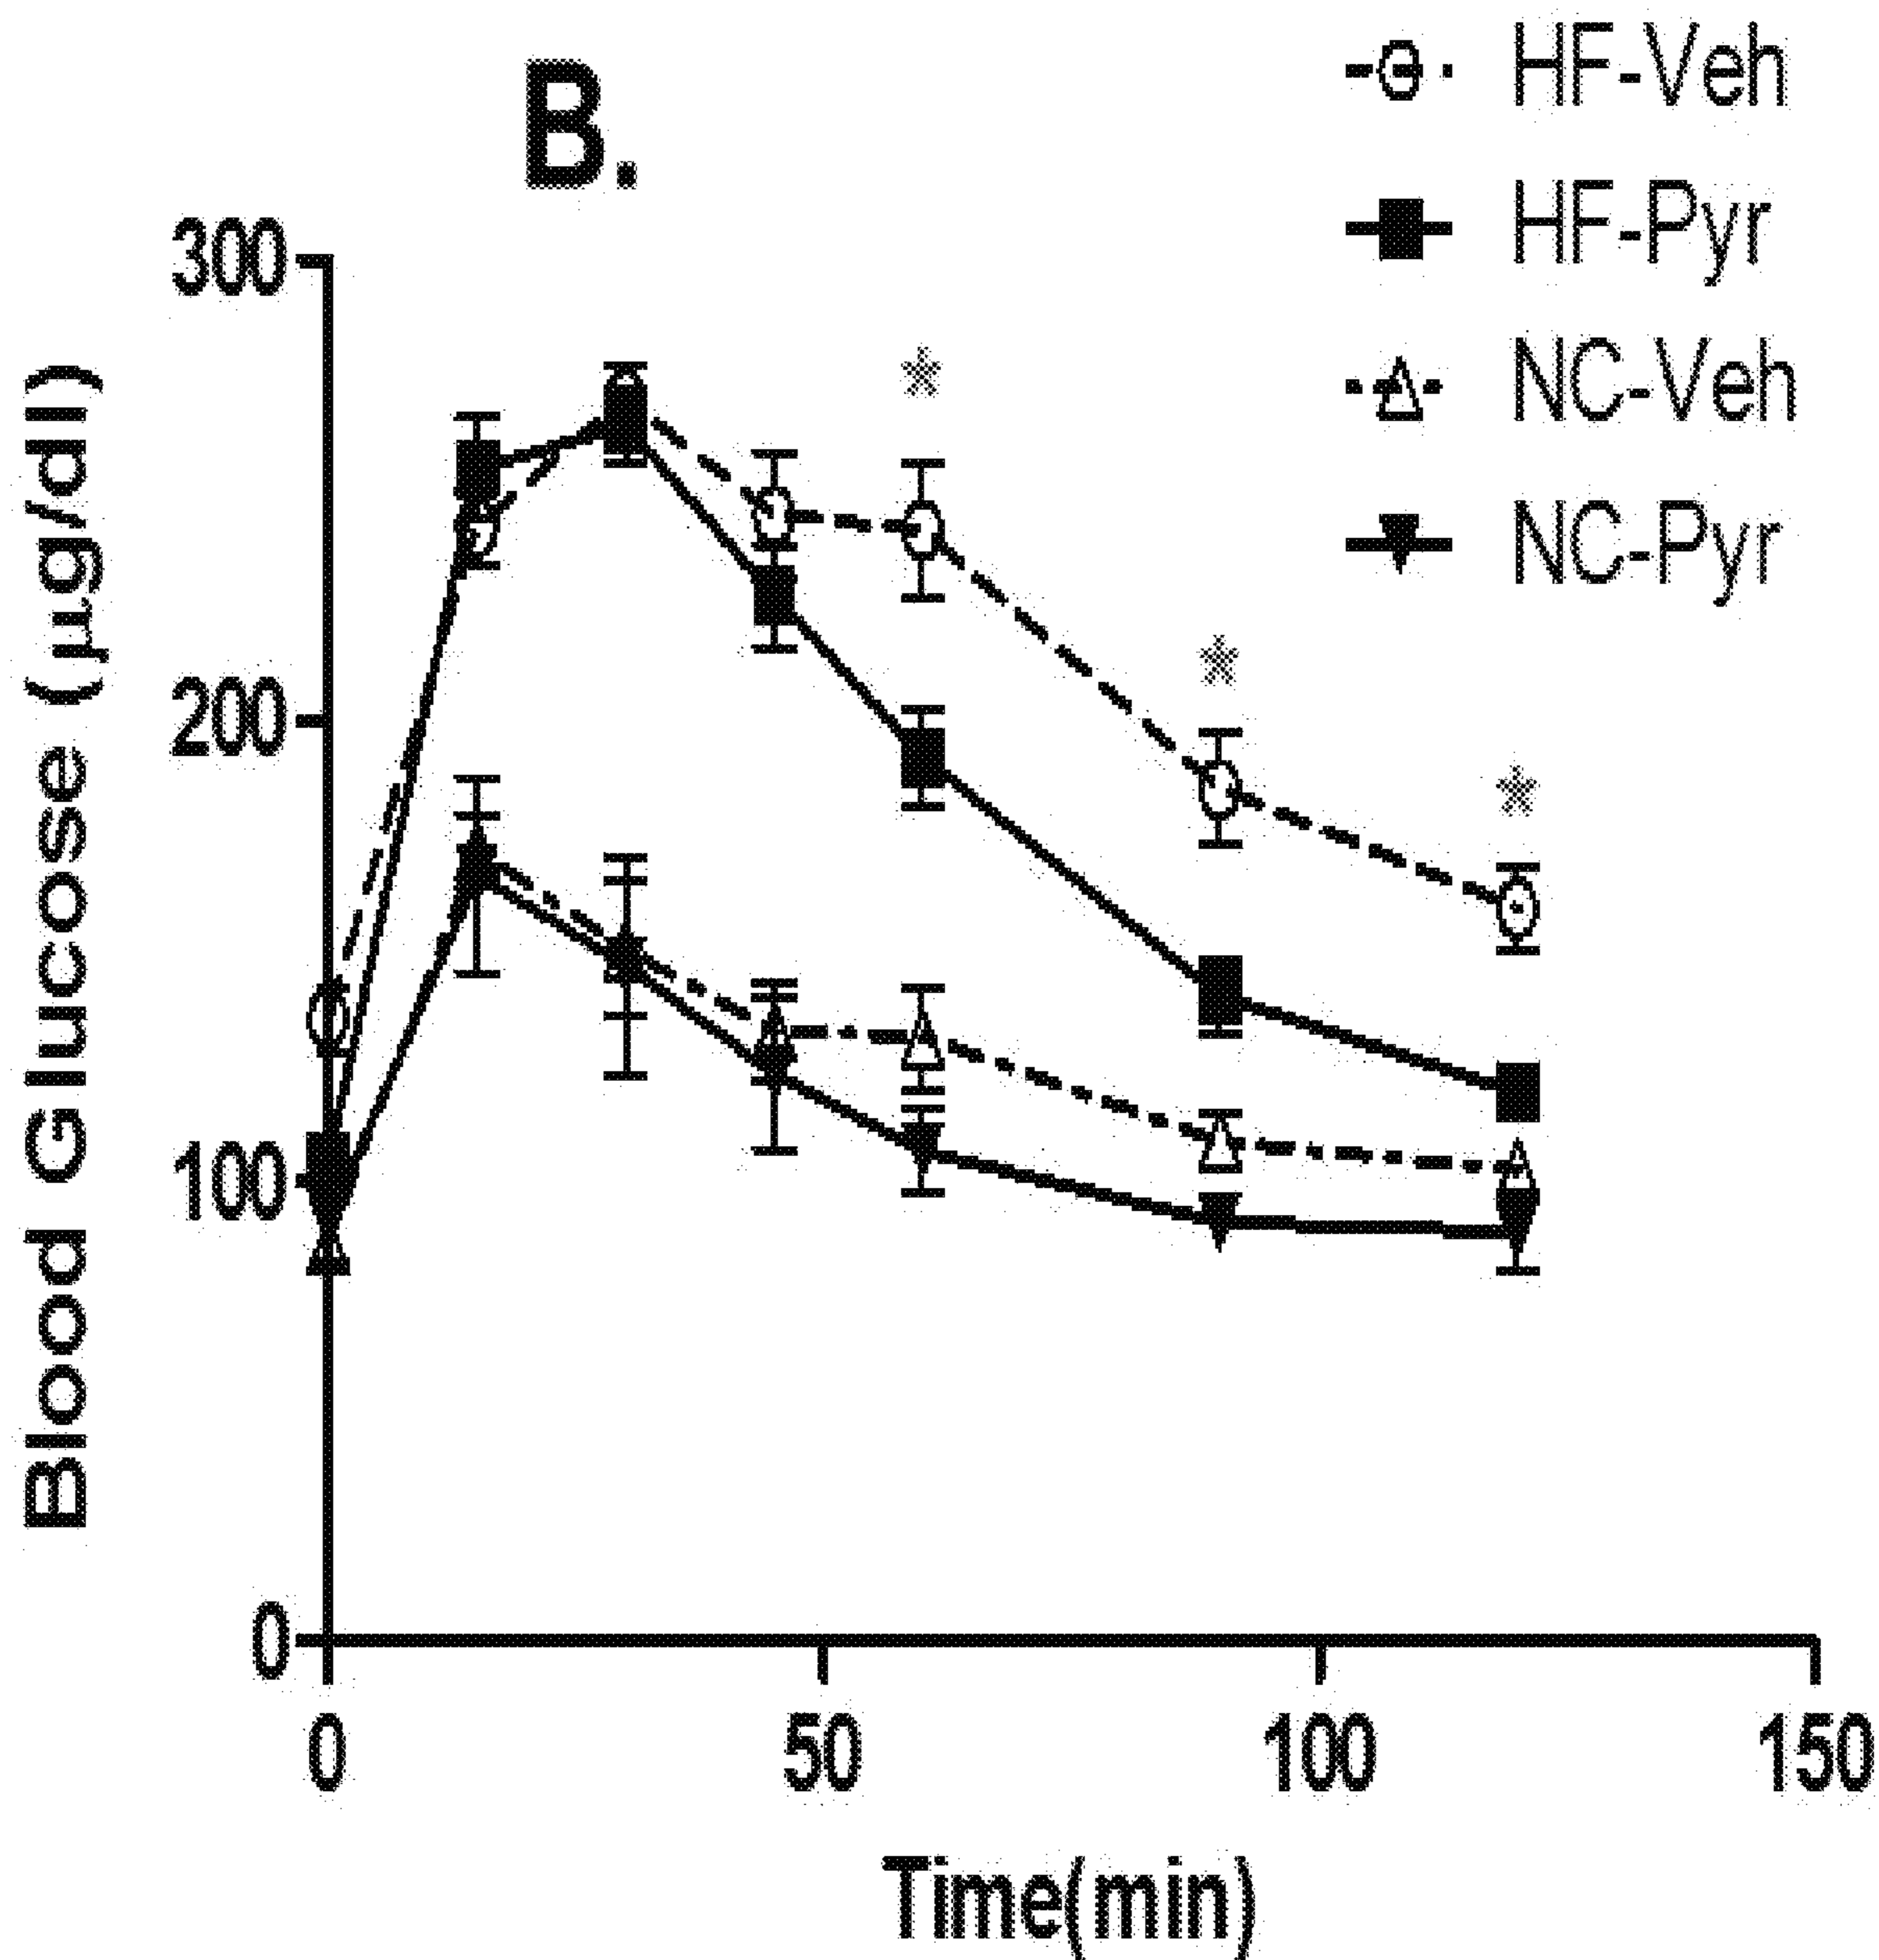 B.
HF-Veh
HF-Pyr
NC-Veh
NC-Pyr
Blood Glucose (µg/dl)
300
200
100
0
0 50 100 150
Time(min)